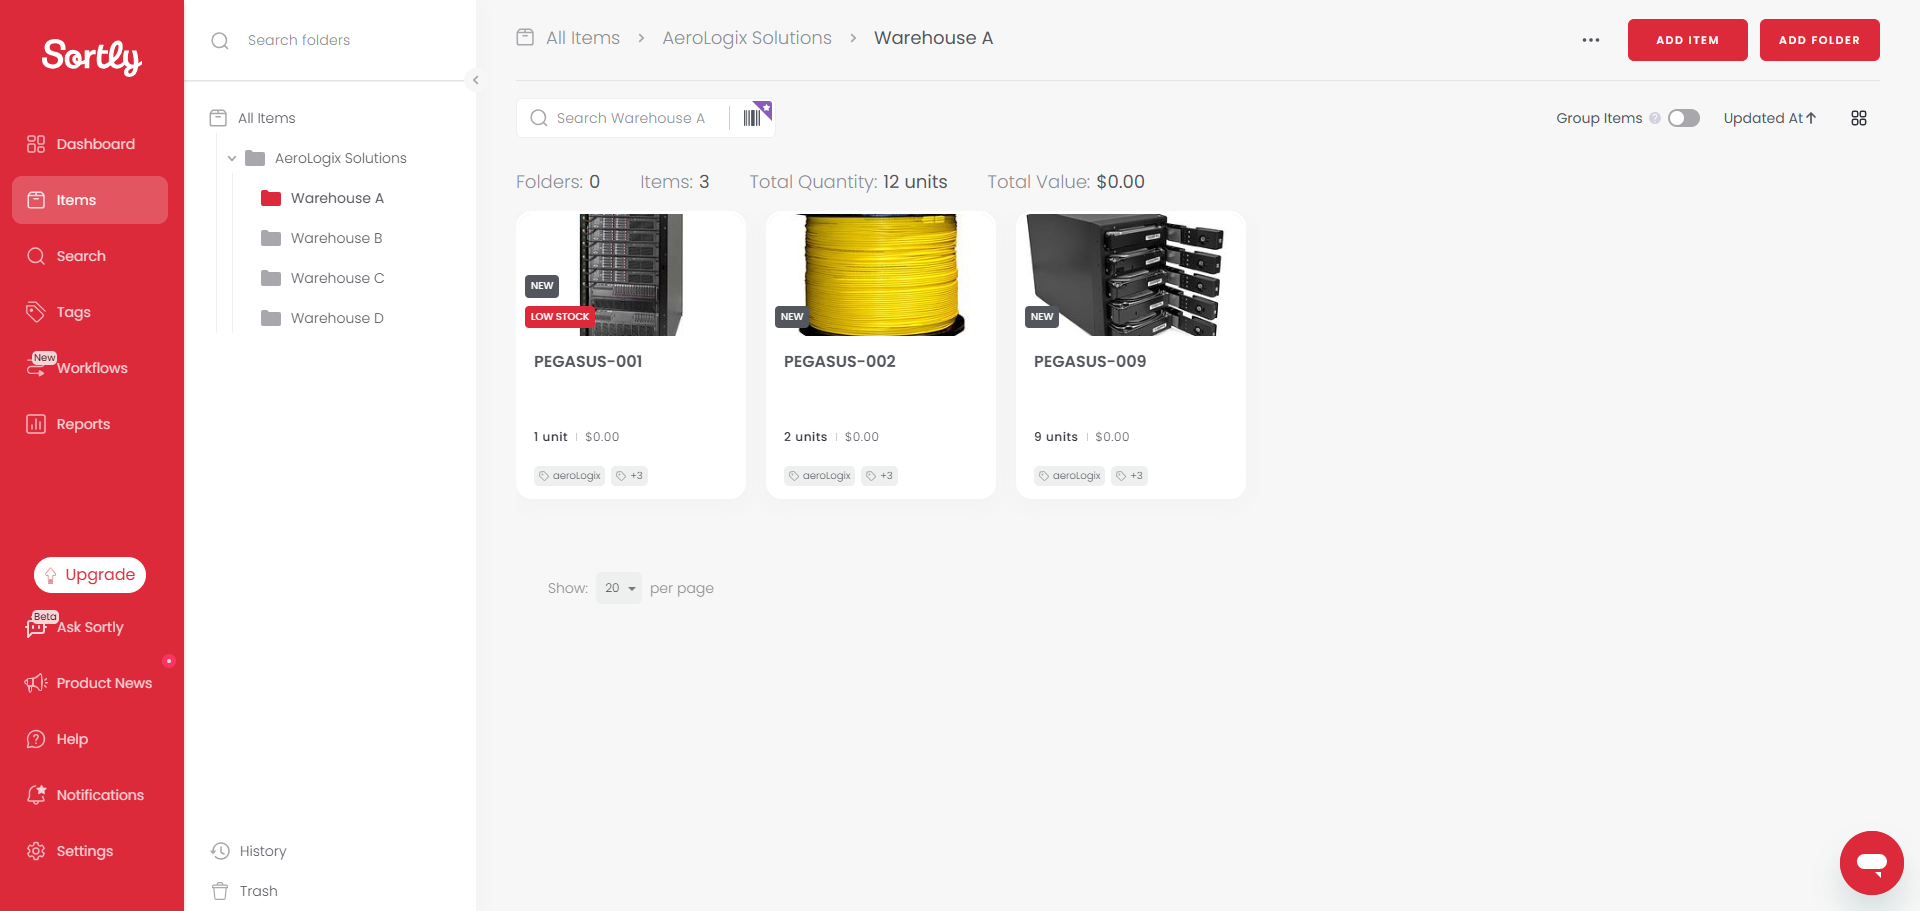 Sortly
Dashboard
Items
Search
Tags
New
Workflows
Reports
Upgrade
Beta
Ask Sortly
Product News
Help
Notifications
Settings
Search folders
All Items
AeroLogix Solutions
Warehouse A
Warehouse B
Warehouse C
Warehouse D
History
Trash
All Items > AeroLogix Solutions > Warehouse A
ADD ITEM
ADD FOLDER
Search Warehouse A
Group Items ?
Updated At
Folders: 0 Items: 3 Total Quantity: 12 units Total Value: $0.00
NEW
LOW STOCK
PEGASUS-001
1 unit $0.00
aeroLogix +3
NEW
PEGASUS-002
2 units $0.00
aeroLogix +3
NEW
PEGASUS-009
9 units $0.00
aeroLogix +3
Show: 20 per page